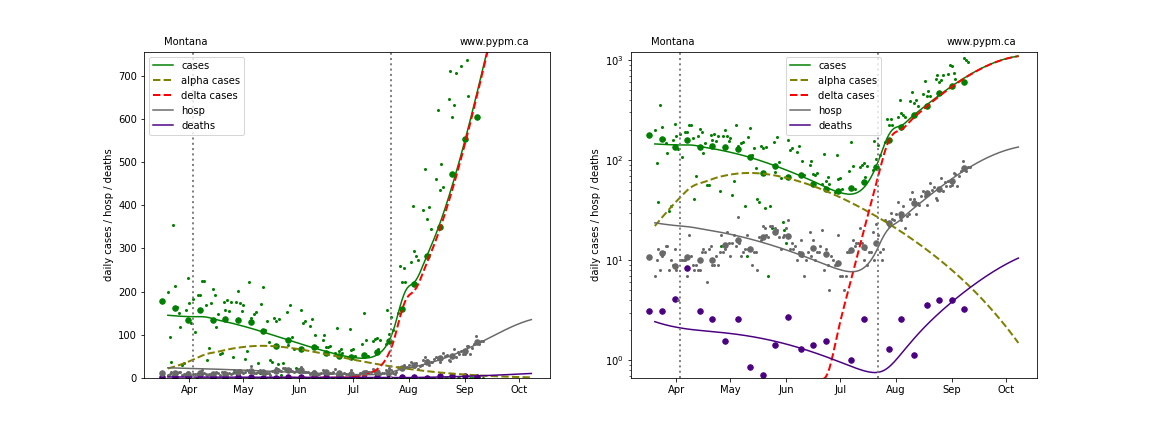 Montana
www.pypm.ca
cases
alpha cases
delta cases
hosp
deaths
daily cases / hosp / deaths
700
600
500
400
300
200
100
0
Apr
May
Jun
Jul
Aug
Sep
Oct
Montana
www.pypm.ca
cases
alpha cases
delta cases
hosp
deaths
daily cases / hosp / deaths
10³
10²
10¹
10⁰
Apr
May
Jun
Jul
Aug
Sep
Oct